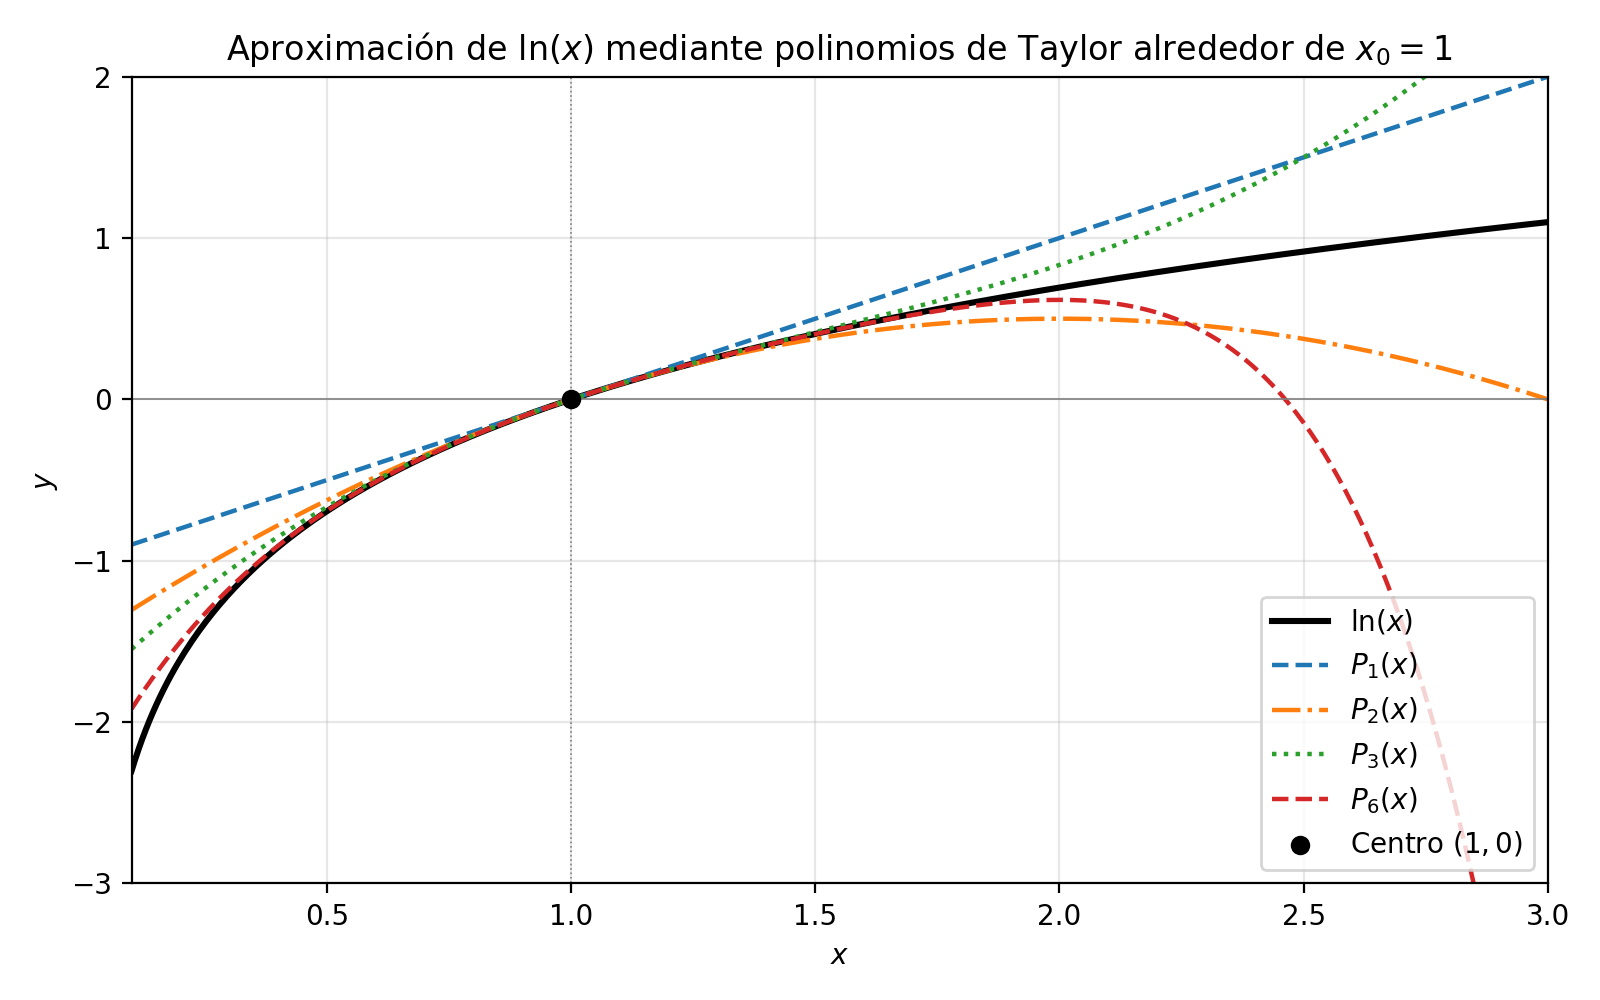 Aproximación de ln(x) mediante polinomios de Taylor alrededor de x₀ = 1
2
1
0
−1
−2
−3
y
0.5
1.0
1.5
2.0
2.5
3.0
x
ln(x)
P₁(x)
P₂(x)
P₃(x)
P₆(x)
Centro (1, 0)